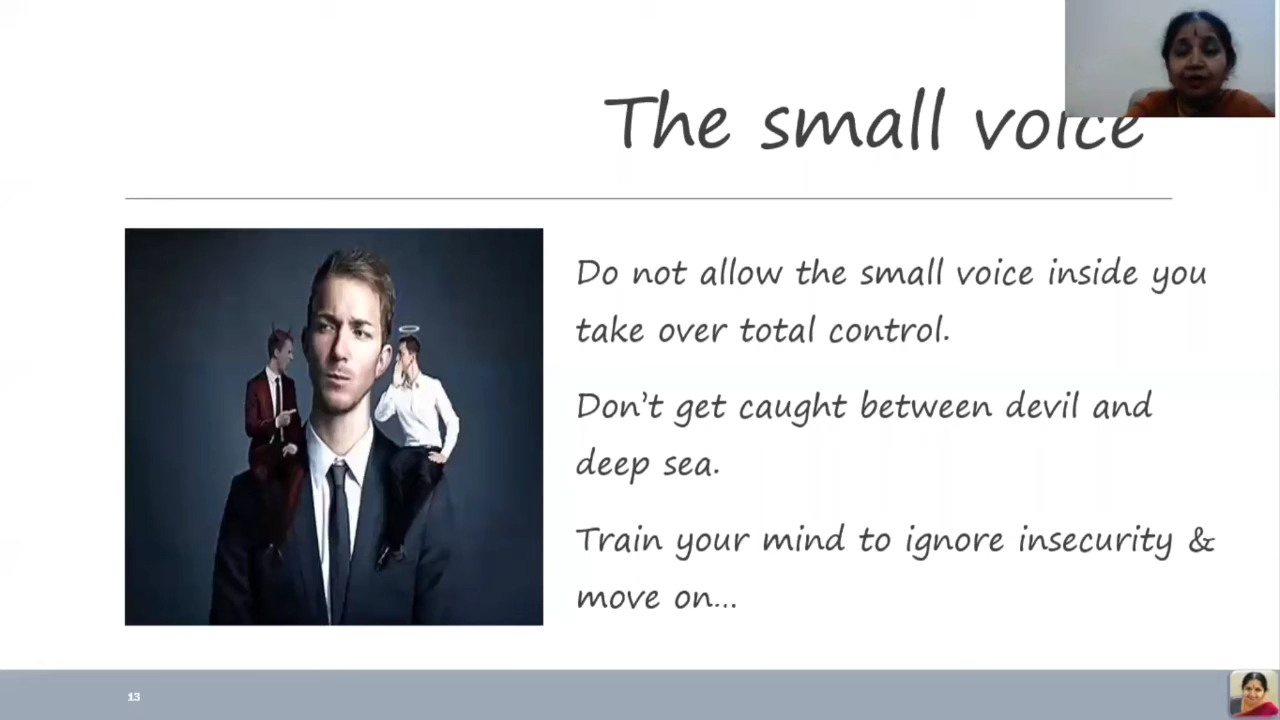 The small voice
Do not allow the small voice inside you
take over total control.
Don't get caught between devil and
deep sea.
Train your mind to ignore insecurity &
move on...
13